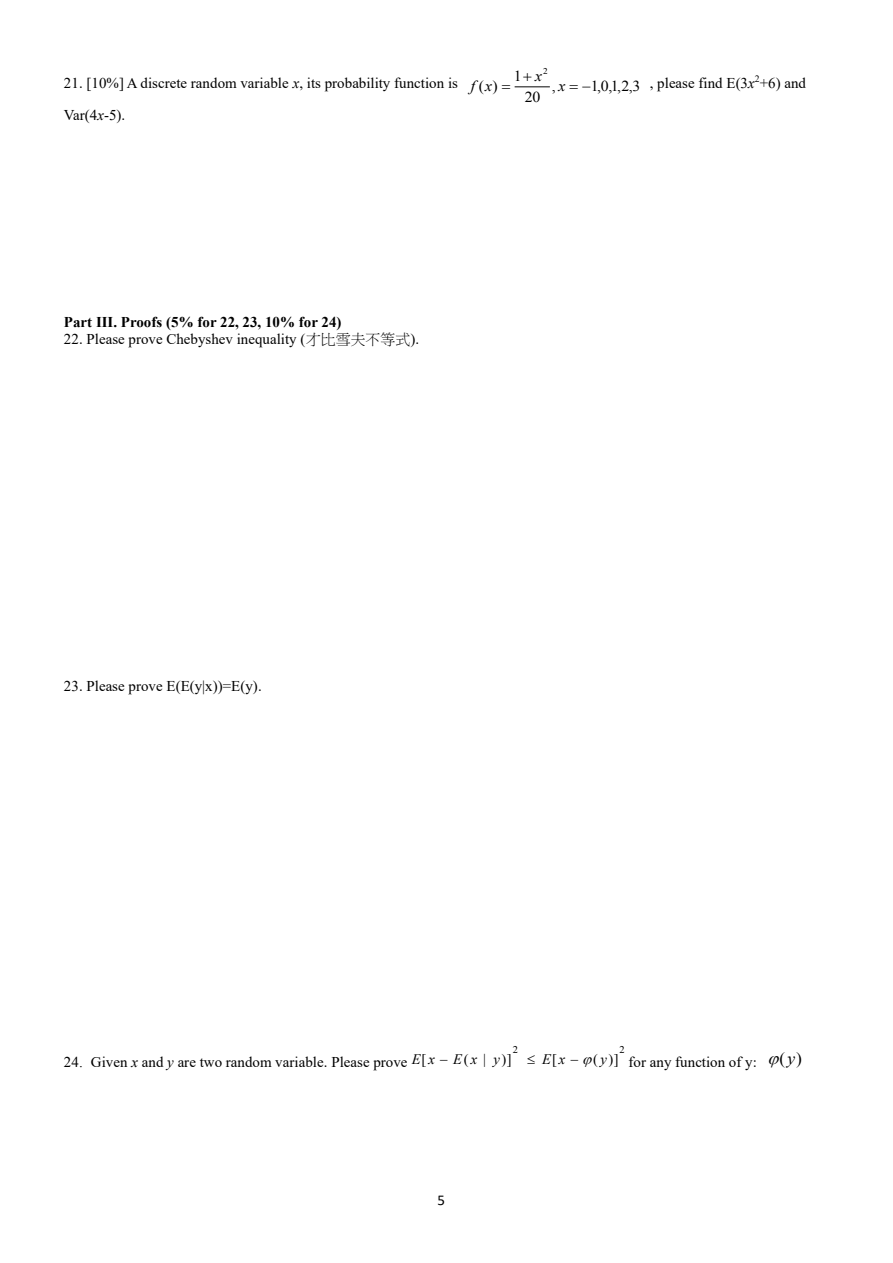 21. [10%] A discrete random variable x, its probability function is f(x) = \frac{1+x^2}{20}, x = −1,0,1,2,3 , please find E(3x²+6) and
Var(4x-5).
Part III. Proofs (5% for 22, 23, 10% for 24)
22. Please prove Chebyshev inequality (才比雪夫不等式).
23. Please prove E(E(y|x))=E(y).
24. Given x and y are two random variable. Please prove E[x − E(x | y)]² ≤ E[x − φ(y)]² for any function of y: φ(y)
5